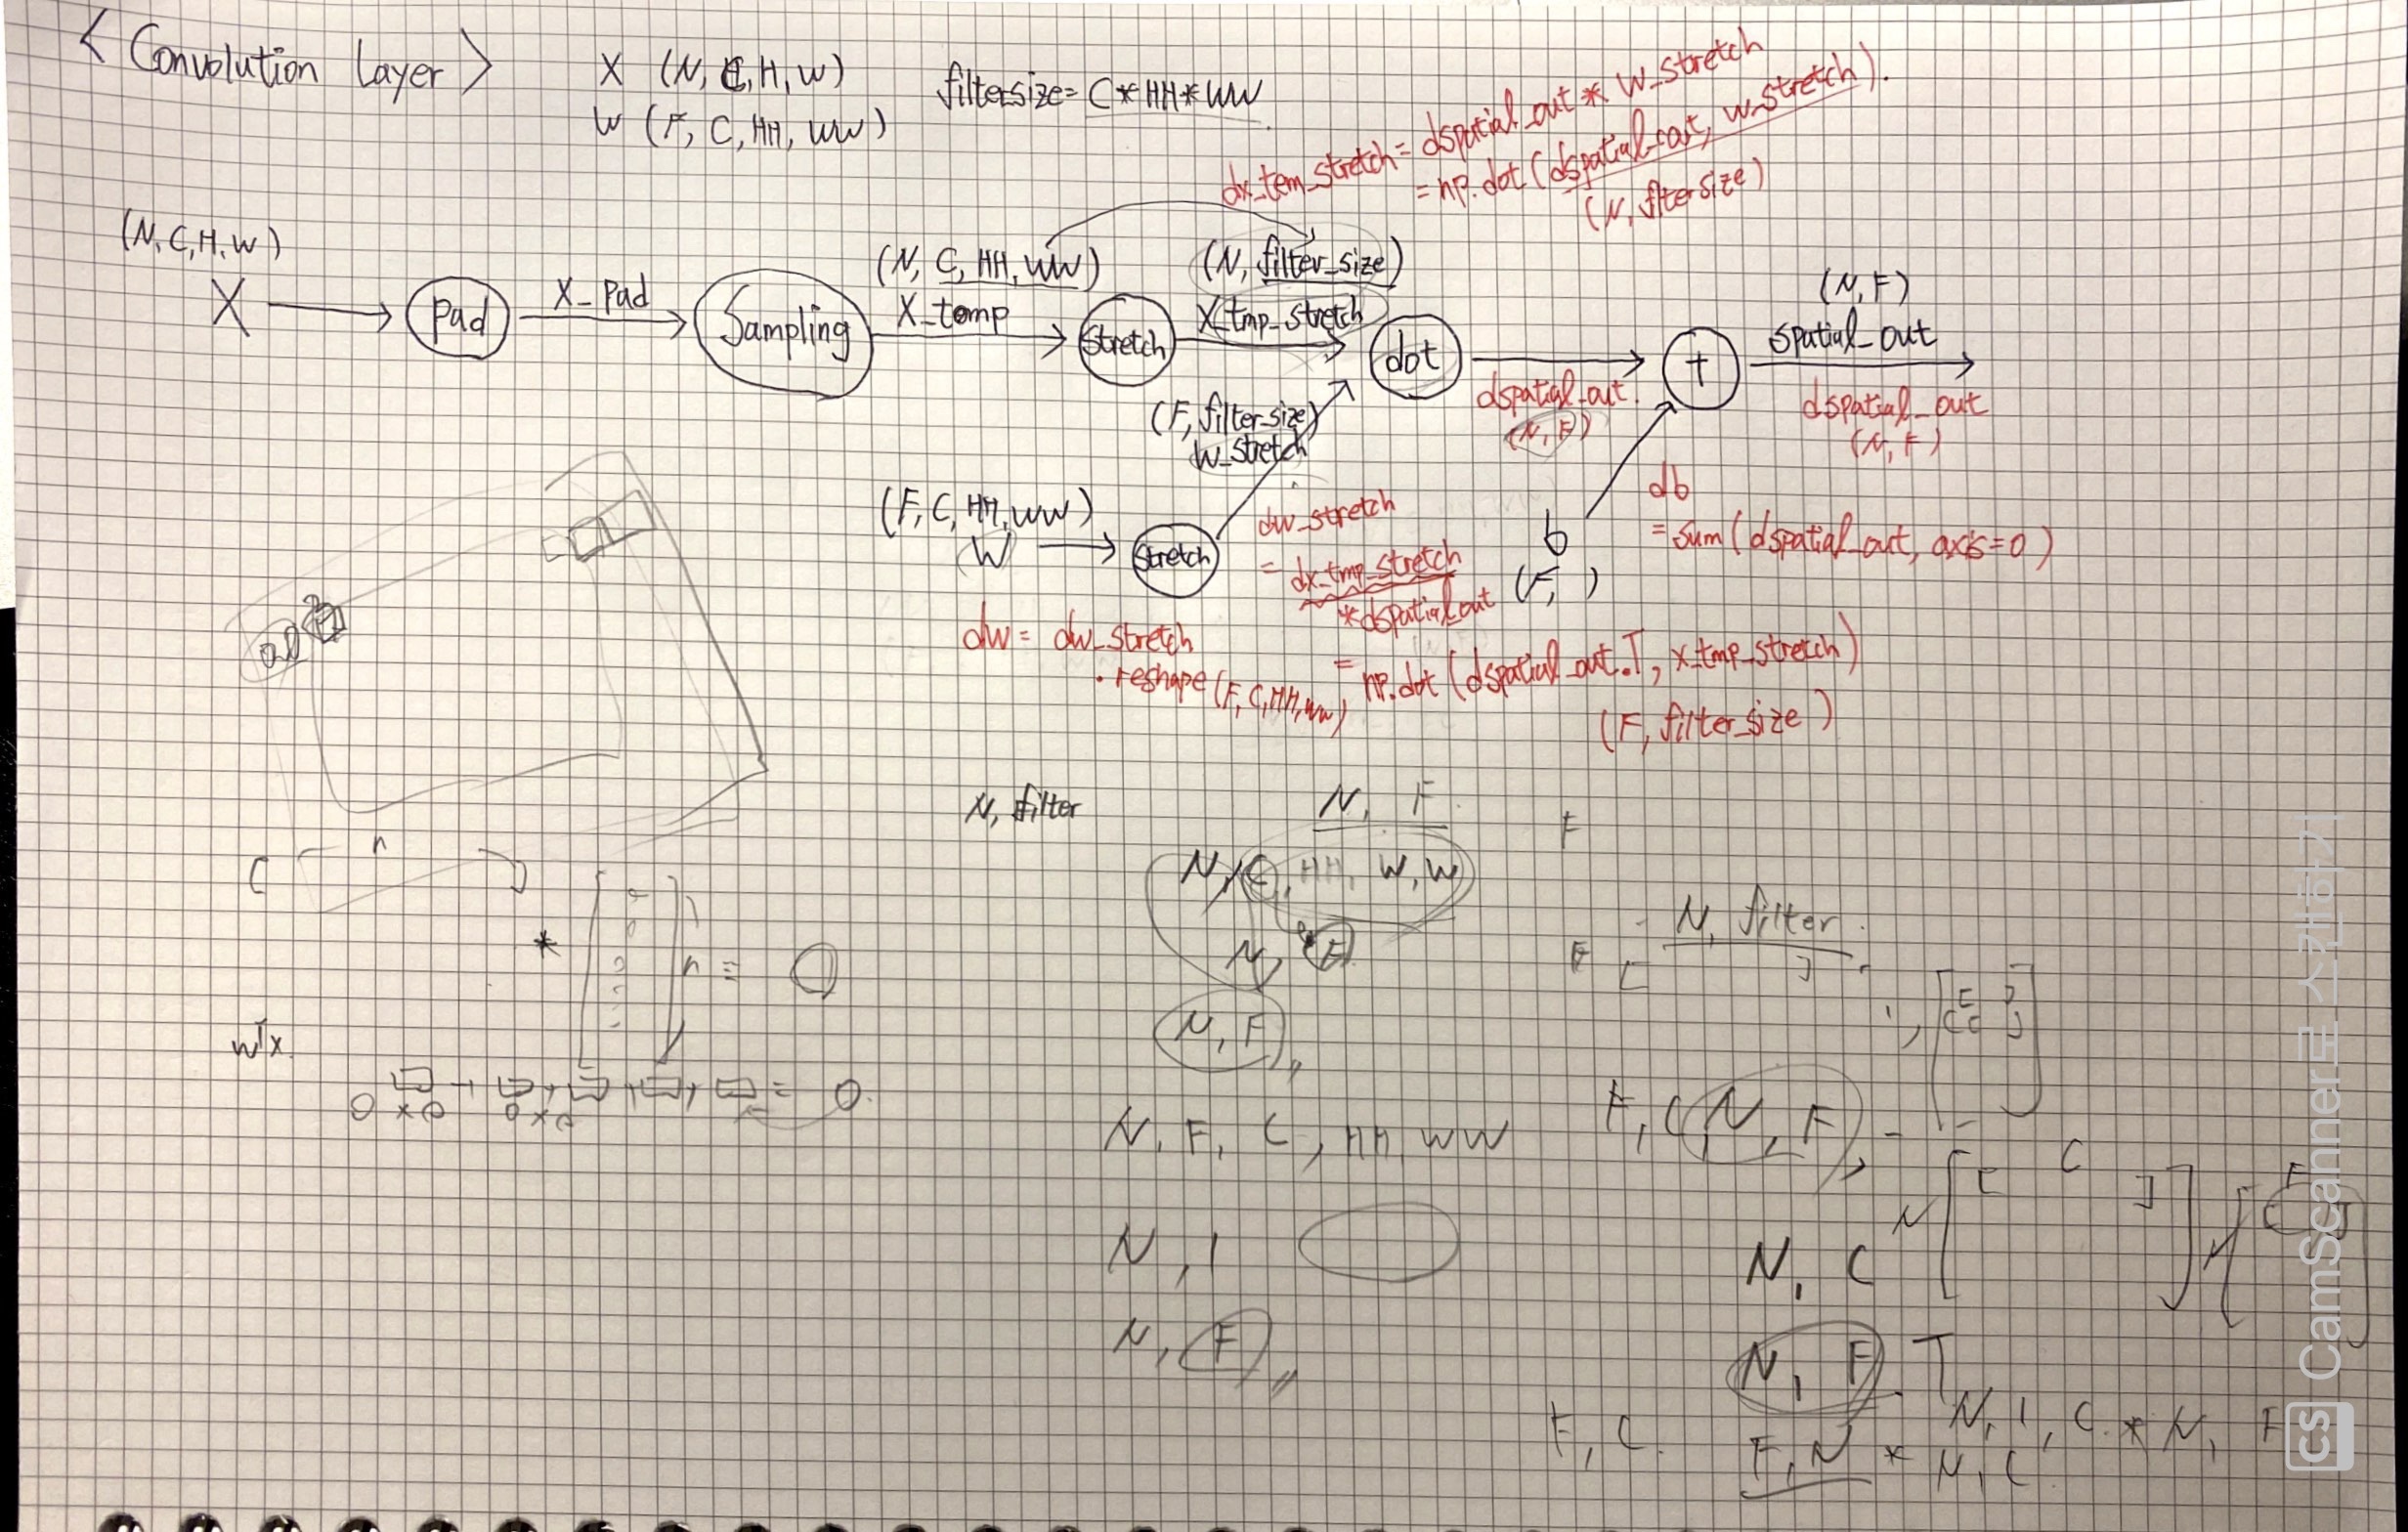 < Convolution Layer >
X (N, C, H, W)
W (F, C, HH, WW)
filtersize= C*HH*WW
dx_tem_stretch = dspatial_out * W_stretch
= np.dot (dspatial_out, w_stretch).
(N, fltersize)
(N, C, H, W)
X
Pad
X_Pad
Sampling
(N, C, HH, WW)
X_temp
Stretch
(N, filter_size)
X_tmp_stretch
dot
dspatial_out.
(N, F)
+
(N, F)
spatial_out
dspatial_out
(N, F)
(F, filter_size)
W_stretch
(F, C, HH, WW)
W
Stretch
dw_stretch
= dx_tmp_stretch
*dspatial_out
= np.dot (dspatial_out.T, x_tmp_stretch)
(F, filter_size)
b
(F, )
db
= sum (dspatial_out, axis=0)
dw = dw_stretch
.reshape (F, C, HH, WW)
N, filter
N, F
F
N, C, HH, W, W
N, F
N, F
N, filter
F
n
*
n =
wTx
N, F, C, HH, WW
F, C, N, F
C
N
F
N, 1
N, C
N, F
N, F . T
F, C.
F, N * N, C
N, 1, C * N, F
CS CamScanner로 스캔하기